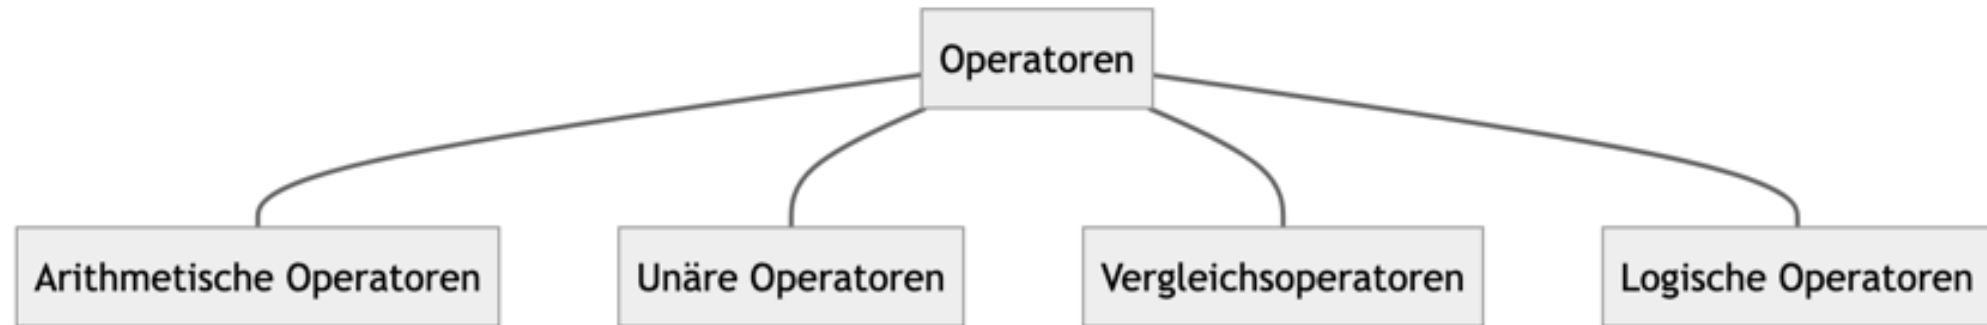 Operatoren
Arithmetische Operatoren
Unäre Operatoren
Vergleichsoperatoren
Logische Operatoren